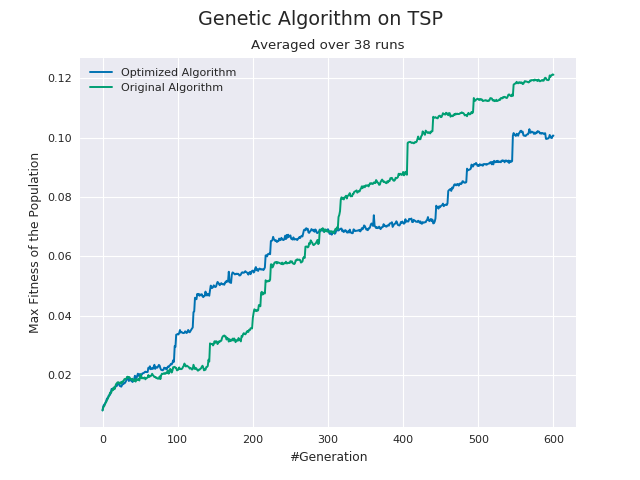 Genetic Algorithm on TSP
Averaged over 38 runs
Optimized Algorithm
Original Algorithm
Max Fitness of the Population
0.12
0.10
0.08
0.06
0.04
0.02
0 100 200 300 400 500 600
#Generation